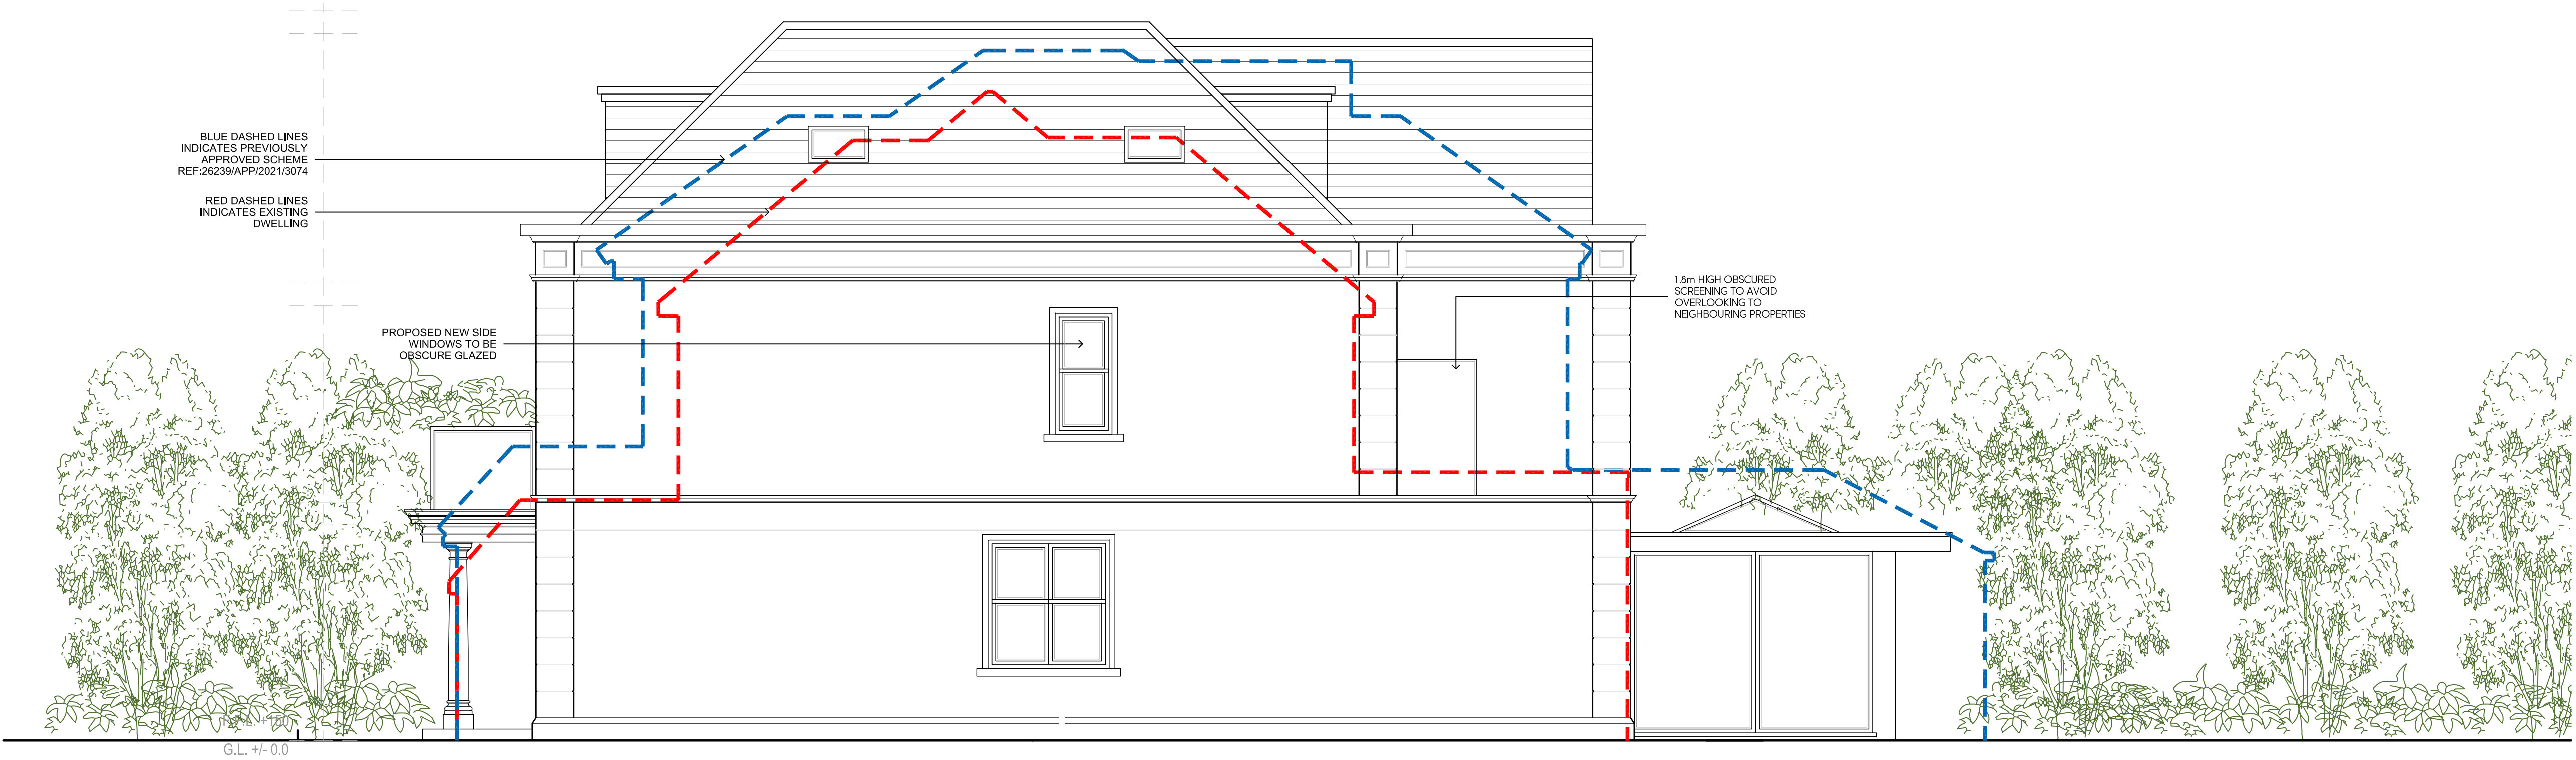 BLUE DASHED LINES
INDICATES PREVIOUSLY
APPROVED SCHEME
REF:26239/APP/2021/3074
RED DASHED LINES
INDICATES EXISTING
DWELLING
PROPOSED NEW SIDE
WINDOWS TO BE
OBSCURE GLAZED
1.8m HIGH OBSCURED
SCREENING TO AVOID
OVERLOOKING TO
NEIGHBOURING PROPERTIES
G.L. +/- 0.0